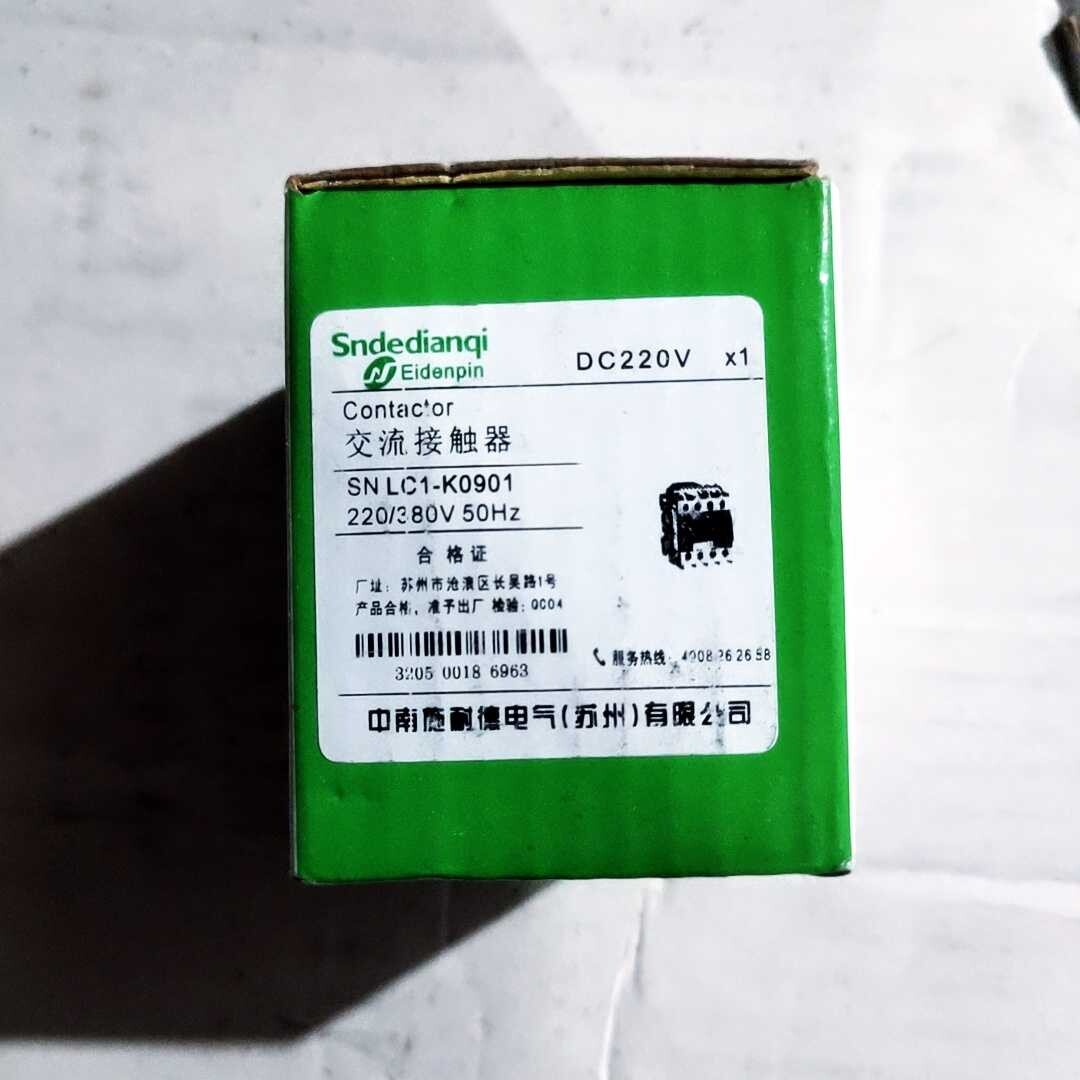 Sndedianqi
Eidenpin
DC220V x1
Contactor
交流接触器
SN LC1-K0901
220/380V 50Hz
合格证
厂址：苏州市沧浪区长吴路1号
产品合格，准予出厂 检验：QC04
3205 0018 6963
服务热线：4008 26 26 58
中南施耐德电气(苏州)有限公司